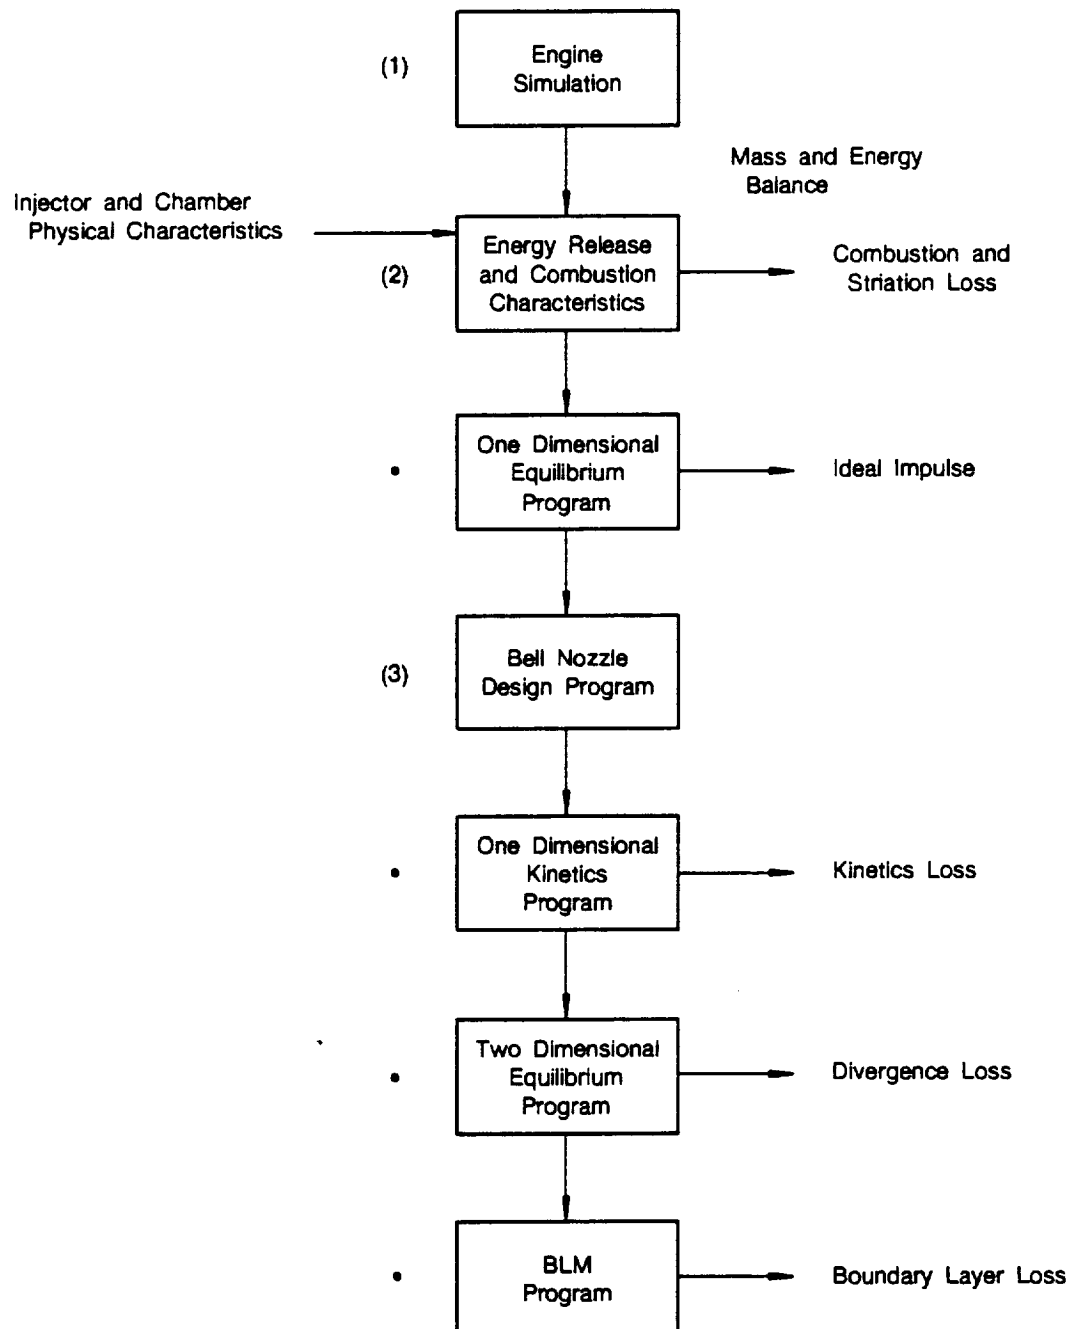 (1)
Engine
Simulation
Mass and Energy
Balance
Injector and Chamber
Physical Characteristics
(2)
Energy Release
and Combustion
Characteristics
Combustion and
Striation Loss
•
One Dimensional
Equilibrium
Program
Ideal Impulse
(3)
Bell Nozzle
Design Program
•
One Dimensional
Kinetics
Program
Kinetics Loss
•
Two Dimensional
Equilibrium
Program
Divergence Loss
•
BLM
Program
Boundary Layer Loss